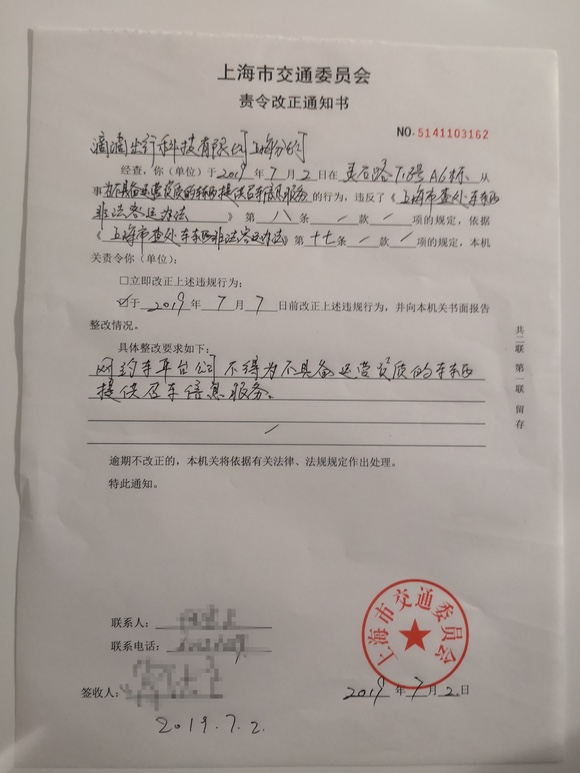 上海市交通委员会
责令改正通知书
NO.5141103162
滴滴出行科技有限公司上海分公司
经查，你（单位）于2019年7月2日在灵石路718号A6栋、从
事为不具备运营资质的车辆提供召车信息服务的行为，违反了《上海市查处车辆
非法客运办法》第八条/款/项的规定，依据
《上海市查处车辆非法客运办法》第十七条/款/项的规定，本机
关责令你（单位）：
□立即改正上述违规行为；
☑于2019年7月7日前改正上述违规行为，并向本机关书面报告
整改情况。
具体整改要求如下：
网约车平台公司不得为不具备运营资质的车辆
提供召车信息服务。
/
逾期不改正的，本机关将依据有关法律、法规规定作出处理。
特此通知。
共二联 第一联 留存
联系人：
联系电话：
签收人：
2019.7.2.
上海市交通委员会
2019年7月2日